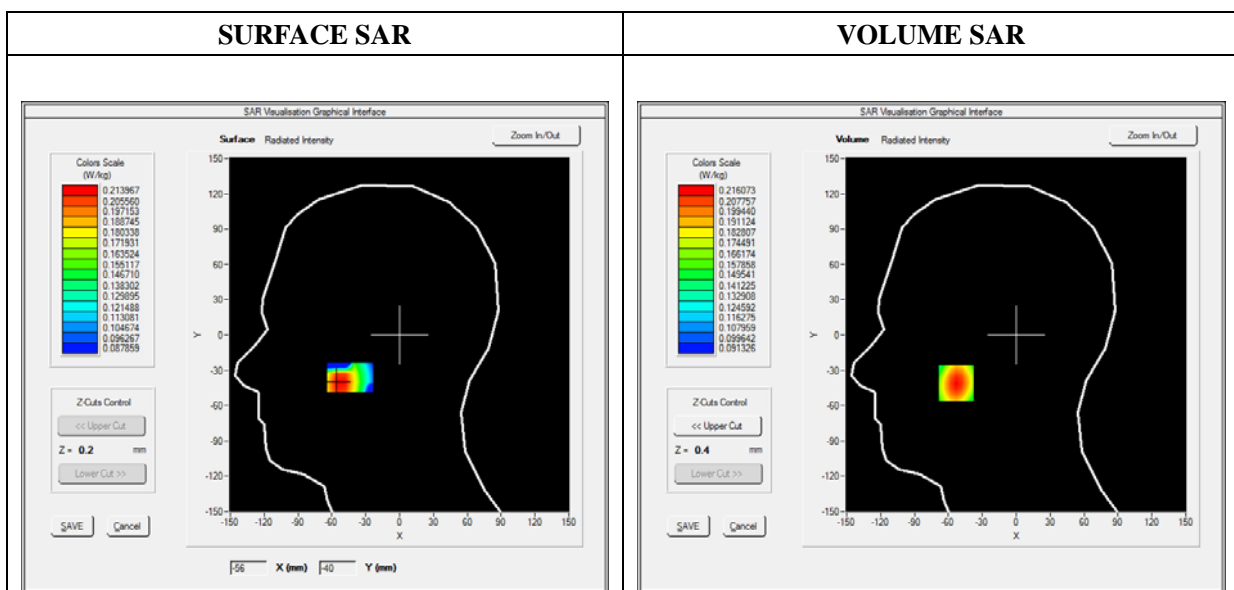 SURFACE SAR
VOLUME SAR
SAR Visualisation Graphical Interface
Surface Radiated Intensity
Zoom In/Out
Colors Scale
(W/kg)
0.213967
0.205560
0.197153
0.188745
0.180338
0.171931
0.163524
0.155117
0.146710
0.138302
0.129895
0.121488
0.113081
0.104674
0.096267
0.087859
150
120
90
60
30
0
-30
-60
-90
-120
-150
Y
-150 -120 -90 -60 -30 0 30 60 90 120 150
X
Z-Cuts Control
<< Upper Cut
Z = 0.2 mm
Lower Cut >>
SAVE Cancel
-56 X (mm) -40 Y (mm)
SAR Visualisation Graphical Interface
Volume Radiated Intensity
Zoom In/Out
Colors Scale
(W/kg)
0.216073
0.207757
0.199440
0.191124
0.182807
0.174491
0.166174
0.157858
0.149541
0.141225
0.132908
0.124592
0.116275
0.107959
0.099642
0.091326
150
120
90
60
30
0
-30
-60
-90
-120
-150
Y
-150 -120 -90 -60 -30 0 30 60 90 120 150
X
Z-Cuts Control
<< Upper Cut
Z = 0.4 mm
Lower Cut >>
SAVE Cancel